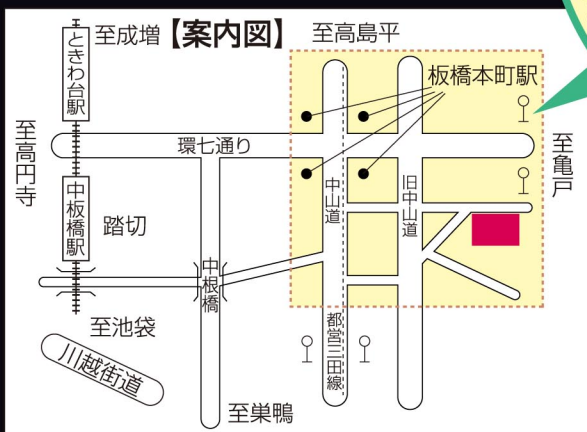 至成増
【案内図】
至高島平
ときわ台駅
板橋本町駅
至高円寺
環七通り
至亀戸
中板橋駅
踏切
中山道
旧中山道
中根橋
至池袋
都営三田線
川越街道
至巣鴨